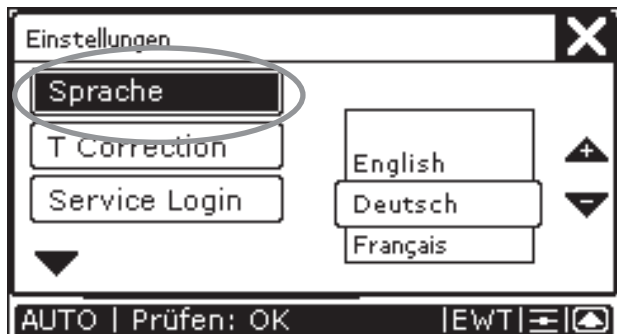 Einstellungen
Sprache
T Correction
Service Login
English
Deutsch
Français
AUTO | Prüfen: OK |EWT|